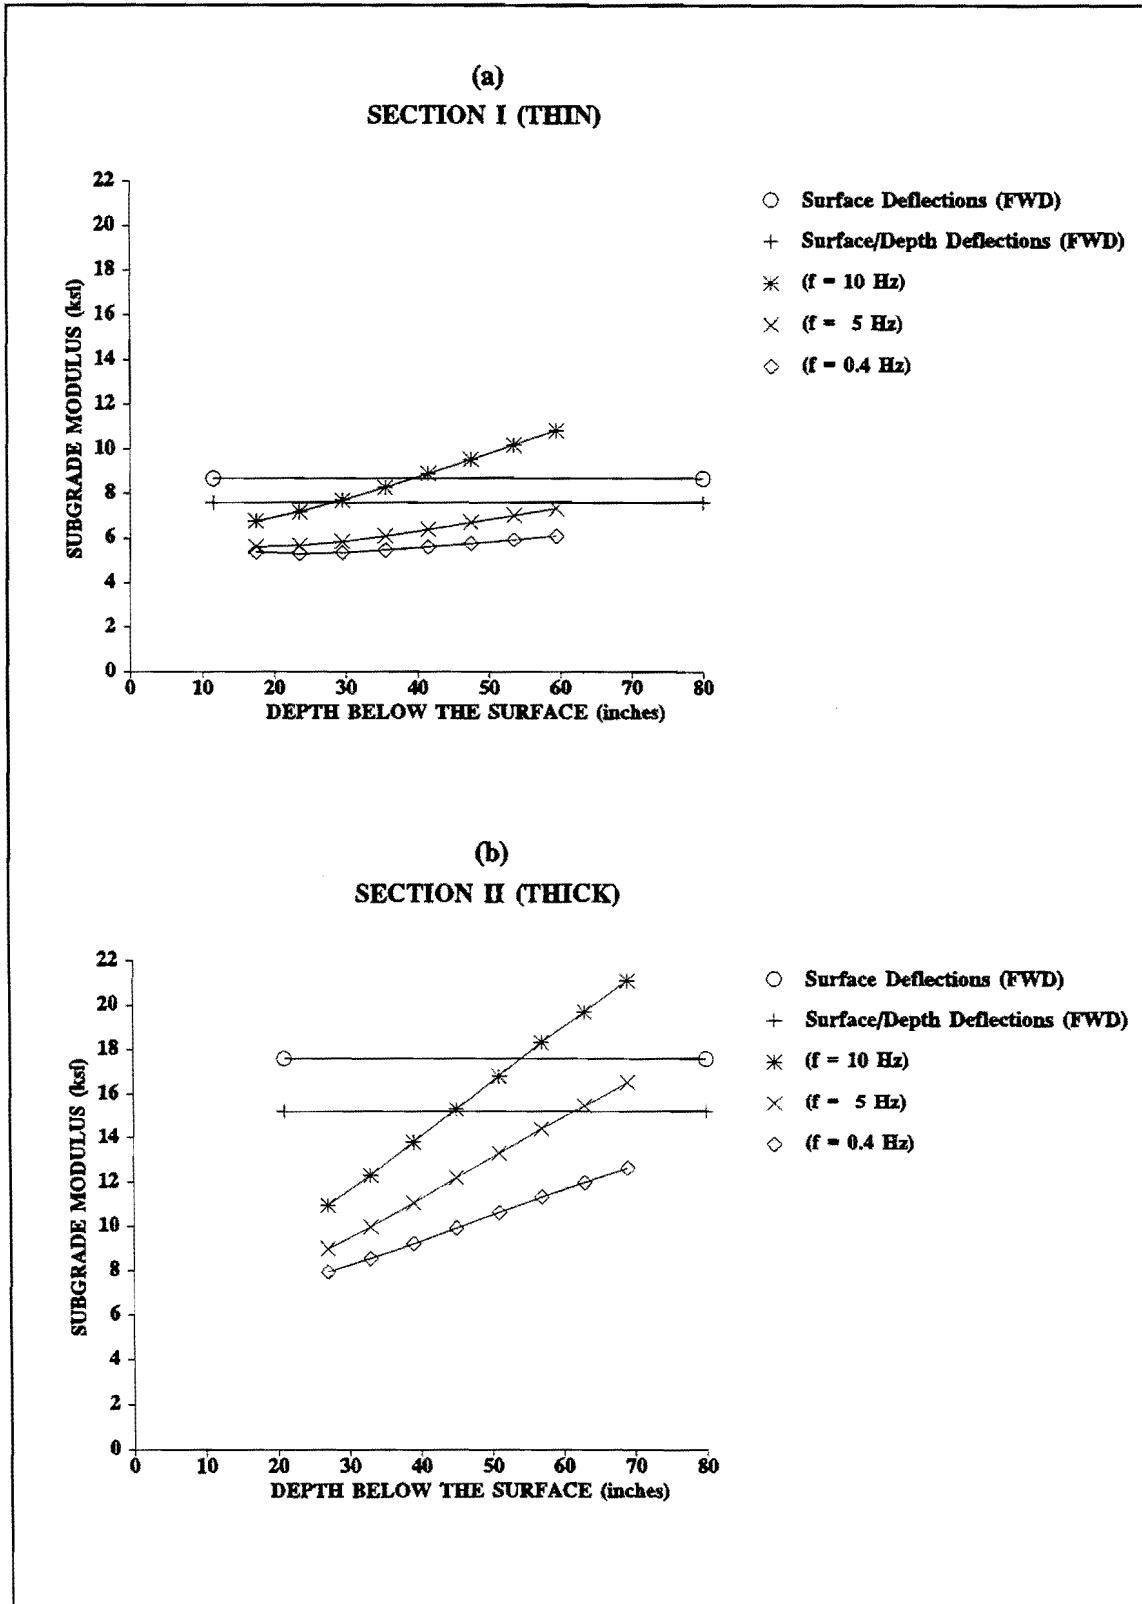 (a)
SECTION I (THIN)
22
20
18
16
14
12
10
8
6
4
2
0
SUBGRADE MODULUS (ksi)
0 10 20 30 40 50 60 70 80
DEPTH BELOW THE SURFACE (inches)
Surface Deflections (FWD)
Surface/Depth Deflections (FWD)
(f = 10 Hz)
(f = 5 Hz)
(f = 0.4 Hz)
(b)
SECTION II (THICK)
22
20
18
16
14
12
10
8
6
4
2
0
SUBGRADE MODULUS (ksi)
0 10 20 30 40 50 60 70 80
DEPTH BELOW THE SURFACE (inches)
Surface Deflections (FWD)
Surface/Depth Deflections (FWD)
(f = 10 Hz)
(f = 5 Hz)
(f = 0.4 Hz)